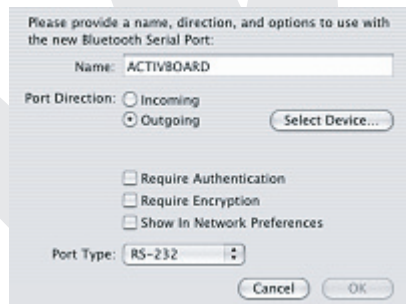 Please provide a name, direction, and options to use with
the new Bluetooth Serial Port:
Name: ACTIVBOARD
Port Direction: Incoming
Outgoing Select Device...
Require Authentication
Require Encryption
Show In Network Preferences
Port Type: RS-232
Cancel OK